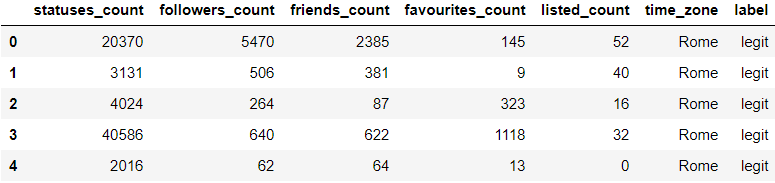 statuses_count followers_count friends_count favourites_count listed_count time_zone label
0 20370 5470 2385 145 52 Rome legit
1 3131 506 381 9 40 Rome legit
2 4024 264 87 323 16 Rome legit
3 40586 640 622 1118 32 Rome legit
4 2016 62 64 13 0 Rome legit